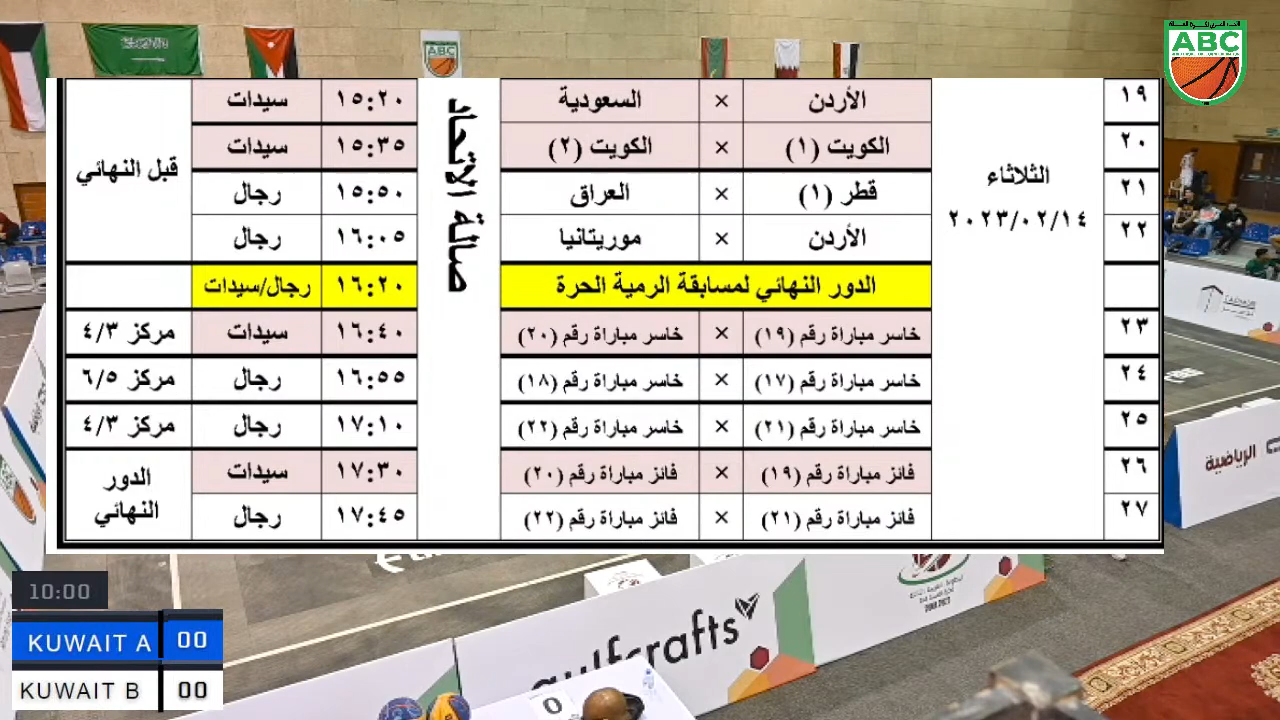 ABC
١٩ الأردن × السعودية ١٥:٢٠ سيدات
٢٠ الكويت (١) × الكويت (٢) ١٥:٣٥ سيدات
قبل النهائي
الثلاثاء
٢٠٢٣/٠٢/١٤
صالة الاتحاد
٢١ قطر (١) × العراق ١٥:٥٠ رجال
٢٢ الأردن × موريتانيا ١٦:٠٥ رجال
الدور النهائي لمسابقة الرمية الحرة ١٦:٢٠ رجال/سيدات
٢٣ خاسر مباراة رقم (١٩) × خاسر مباراة رقم (٢٠) ١٦:٤٠ سيدات مركز ٤/٣
٢٤ خاسر مباراة رقم (١٧) × خاسر مباراة رقم (١٨) ١٦:٥٥ رجال مركز ٦/٥
٢٥ خاسر مباراة رقم (٢١) × خاسر مباراة رقم (٢٢) ١٧:١٠ رجال مركز ٤/٣
٢٦ فائز مباراة رقم (١٩) × فائز مباراة رقم (٢٠) ١٧:٣٠ سيدات
الدور
النهائي
٢٧ فائز مباراة رقم (٢١) × فائز مباراة رقم (٢٢) ١٧:٤٥ رجال
الرياضية
10:00
KUWAIT A 00
KUWAIT B 00
gulfcrafts
0